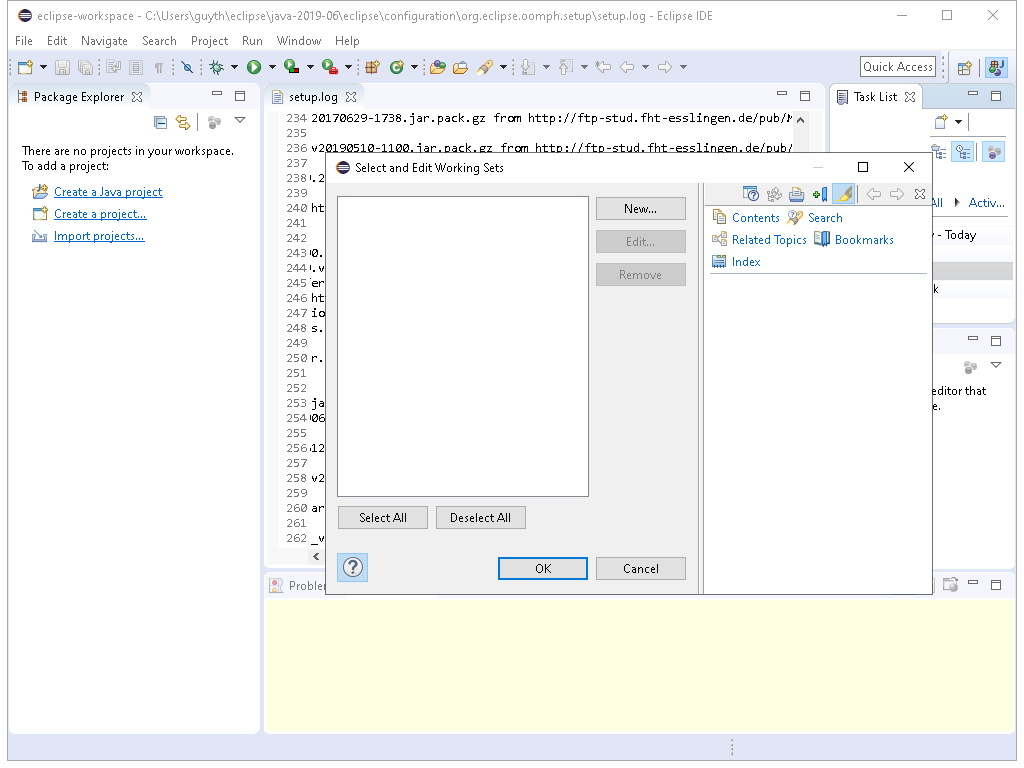 eclipse-workspace - C:\Users\guyth\eclipse\java-2019-06\eclipse\configuration\org.eclipse.oomph.setup\setup.log - Eclipse IDE
File Edit Navigate Search Project Run Window Help
Quick Access
Package Explorer
setup.log
Task List
There are no projects in your workspace.
To add a project:
Create a Java project
Create a project...
Import projects...
234 20170629-1738.jar.pack.gz from http://ftp-stud.fht-esslingen.de/pub/M
235
236 v20190510-1100.jar.pack.gz from http://ftp-stud.fht-esslingen.de/pub/
237
238 .2
239
240 ht
241
242
243 0.
244 .v
245 er
246 ht
247 io
248 s.
249
250 r.
251
252
253 ja
254 06
255
256 12
257
258 v2
259
260 ar
261
262 _v
Select and Edit Working Sets
New...
Edit...
Remove
Select All
Deselect All
OK
Cancel
Contents
Search
Related Topics
Bookmarks
Index
All
Activ...
- Today
k
editor that
e.
Proble